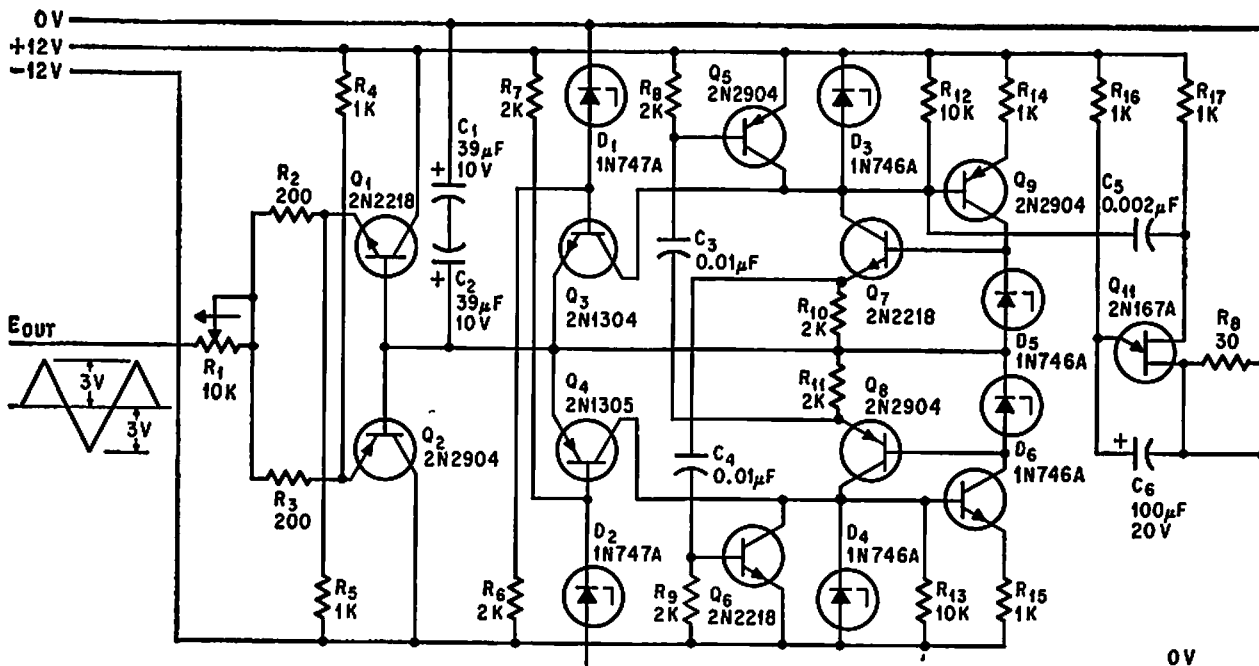 0V
+12V
-12V
R4
1K
R7
2K
R8
2K
Q5
2N2904
R12
10K
R14
1K
R16
1K
R17
1K
C1
39µF
10V
D1
1N747A
D3
1N746A
R2
200
Q1
2N2218
Q9
2N2904
C5
0.002µF
C3
0.01µF
C2
39µF
10V
Q3
2N1304
R10
2K
Q7
2N2218
Q11
2N167A
R8
30
EOUT
R1
10K
D5
1N746A
3V
3V
Q4
2N1305
R11
2K
Q8
2N2904
Q2
2N2904
C4
0.01µF
D6
1N746A
R3
200
C6
100µF
20V
D2
1N747A
D4
1N746A
R5
1K
R6
2K
R9
2K
Q6
2N2218
R13
10K
R15
1K
0V